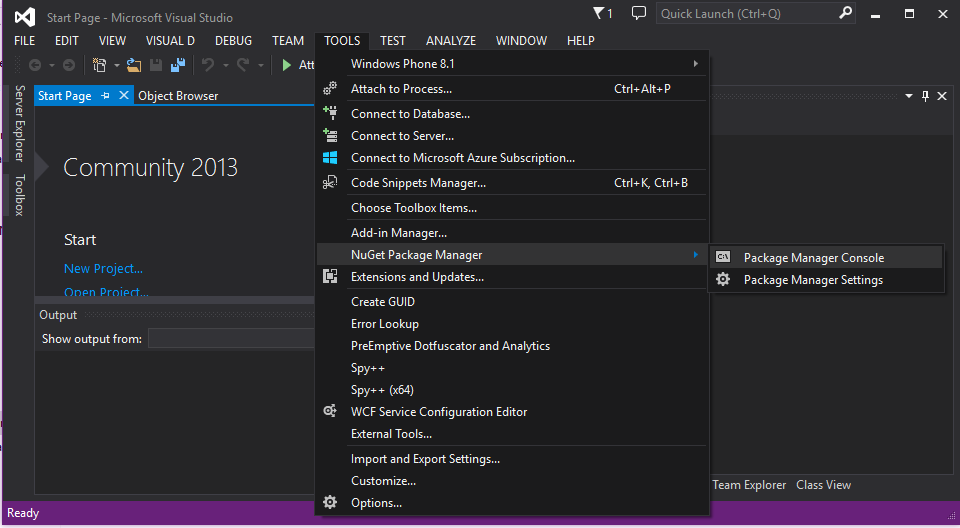 Start Page - Microsoft Visual Studio
1
Quick Launch (Ctrl+Q)
FILE EDIT VIEW VISUAL D DEBUG TEAM TOOLS TEST ANALYZE WINDOW HELP
Att
Start Page
Object Browser
Server Explorer
Toolbox
Community 2013
Start
New Project...
Open Project...
Output
Show output from:
Windows Phone 8.1
Attach to Process... Ctrl+Alt+P
Connect to Database...
Connect to Server...
Connect to Microsoft Azure Subscription...
Code Snippets Manager... Ctrl+K, Ctrl+B
Choose Toolbox Items...
Add-in Manager...
NuGet Package Manager
Extensions and Updates...
Create GUID
Error Lookup
PreEmptive Dotfuscator and Analytics
Spy++
Spy++ (x64)
WCF Service Configuration Editor
External Tools...
Import and Export Settings...
Customize...
Options...
C:\ Package Manager Console
Package Manager Settings
Team Explorer Class View
Ready